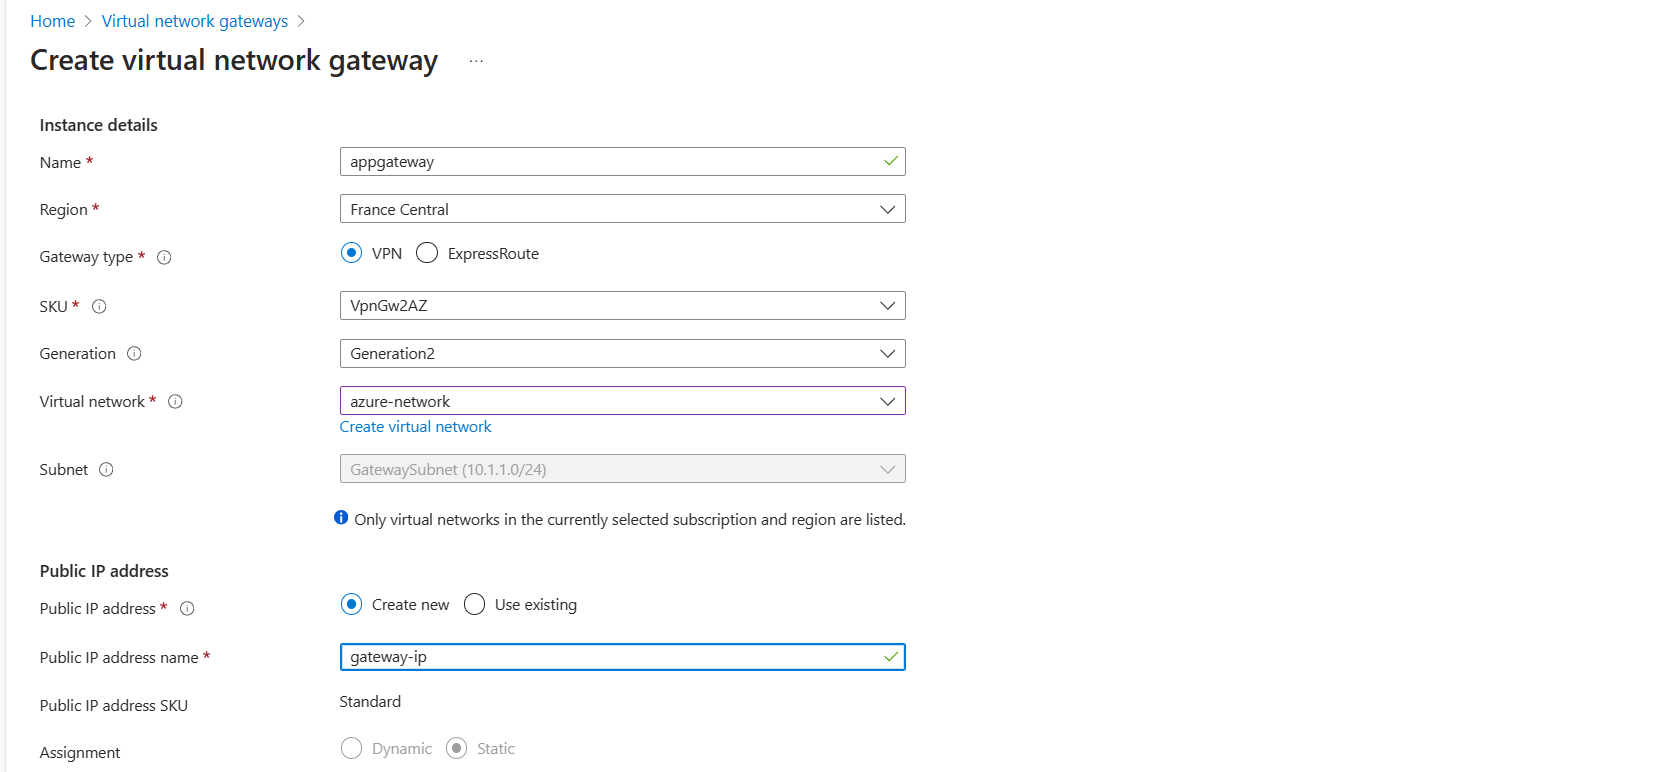 Home > Virtual network gateways >
Create virtual network gateway ...
Instance details
Name * appgateway
Region * France Central
Gateway type * VPN ExpressRoute
SKU * VpnGw2AZ
Generation Generation2
Virtual network * azure-network
Create virtual network
Subnet GatewaySubnet (10.1.1.0/24)
Only virtual networks in the currently selected subscription and region are listed.
Public IP address
Public IP address * Create new Use existing
Public IP address name * gateway-ip
Public IP address SKU Standard
Assignment Dynamic Static